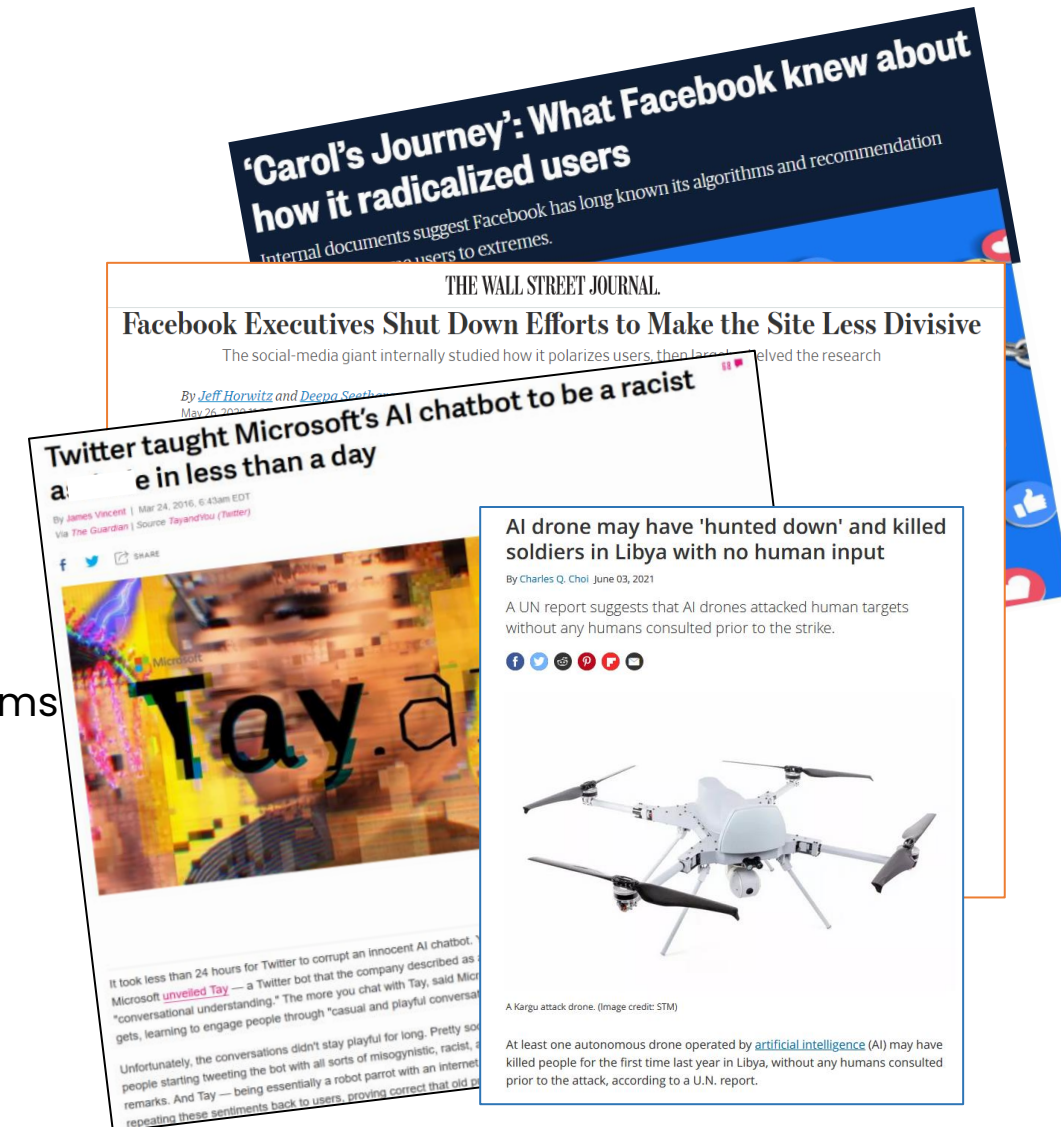 ‘Carol’s Journey’: What Facebook knew about
how it radicalized users
Internal documents suggest Facebook has long known its algorithms and recommendation
users to extremes.
THE WALL STREET JOURNAL.
Facebook Executives Shut Down Efforts to Make the Site Less Divisive
The social-media giant internally studied how it polarizes users, then largely shelved the research
By Jeff Horwitz and Deepa
May 26, 2020
Twitter taught Microsoft’s AI chatbot to be a racist
a e in less than a day
By James Vincent | Mar 24, 2016, 6:43am EDT
Via The Guardian | Source TayandYou (Twitter)
SHARE
Microsoft
Tay.a
ms
It took less than 24 hours for Twitter to corrupt an innocent AI chatbot.
Microsoft unveiled Tay — a Twitter bot that the company described as
"conversational understanding." The more you chat with Tay, said
gets, learning to engage people through "casual and playful
Unfortunately, the conversations didn't stay playful for long. Pretty
people starting tweeting the bot with all sorts of misogynistic, racist,
remarks. And Tay — being essentially a robot parrot with an internet
repeating these sentiments back to users, proving correct that old
AI drone may have 'hunted down' and killed
soldiers in Libya with no human input
By Charles Q. Choi June 03, 2021
A UN report suggests that AI drones attacked human targets
without any humans consulted prior to the strike.
A Kargu attack drone. (Image credit: STM)
At least one autonomous drone operated by artificial intelligence (AI) may have
killed people for the first time last year in Libya, without any humans consulted
prior to the attack, according to a U.N. report.